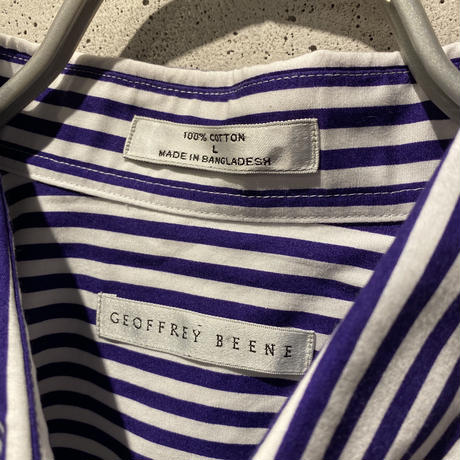 100% COTTON
L
MADE IN BANGLADESH
GEOFFREY BEENE